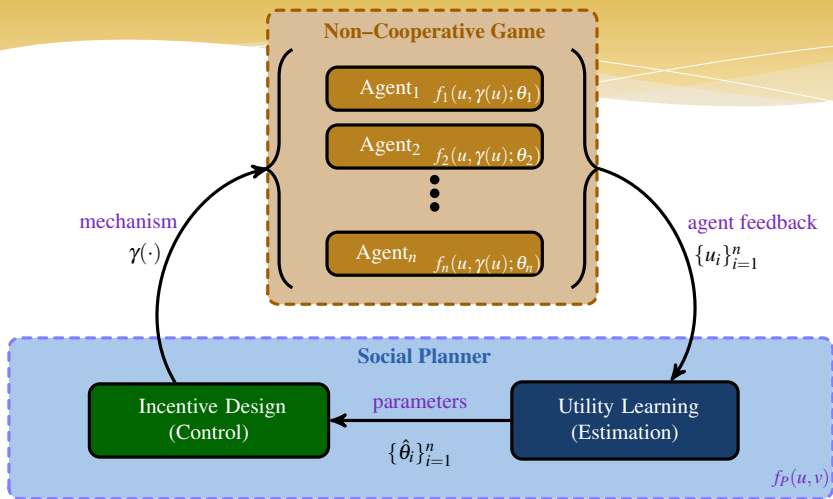 Non–Cooperative Game
Agent₁ f₁(u, γ(u); θ₁)
Agent₂ f₂(u, γ(u); θ₂)
Agentₙ fₙ(u, γ(u); θₙ)
mechanism
γ(·)
agent feedback
{uᵢ}ⁿᵢ₌₁
Social Planner
Incentive Design
(Control)
parameters
{θ̂ᵢ}ⁿᵢ₌₁
Utility Learning
(Estimation)
f_P(u, v)